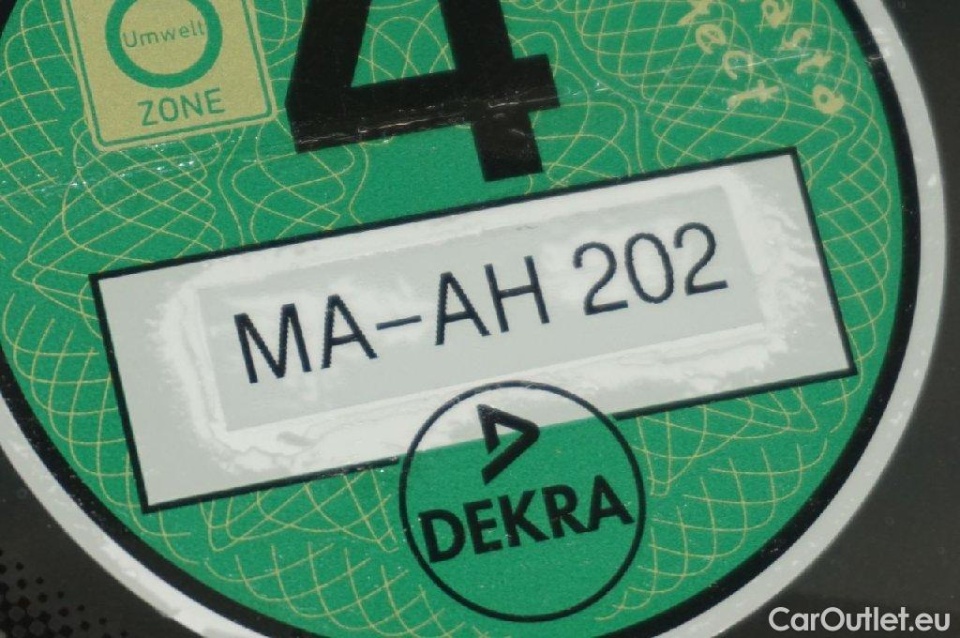 Umwelt
ZONE
4
MA-AH 202
DEKRA
CarOutlet.eu